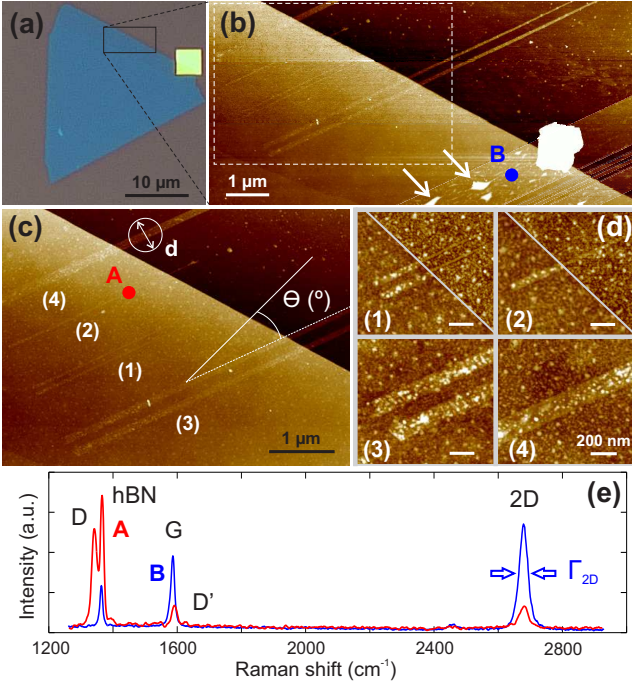 (a)
10 µm
(b)
B
1 µm
(c)
d
A
Θ (º)
(4)
(2)
(1)
(3)
1 µm
(d)
(1)
(2)
(3)
(4)
200 nm
(e)
Intensity (a.u.)
D
hBN
A
B
G
D'
2D
Γ2D
1200 1600 2000 2400 2800
Raman shift (cm-1)